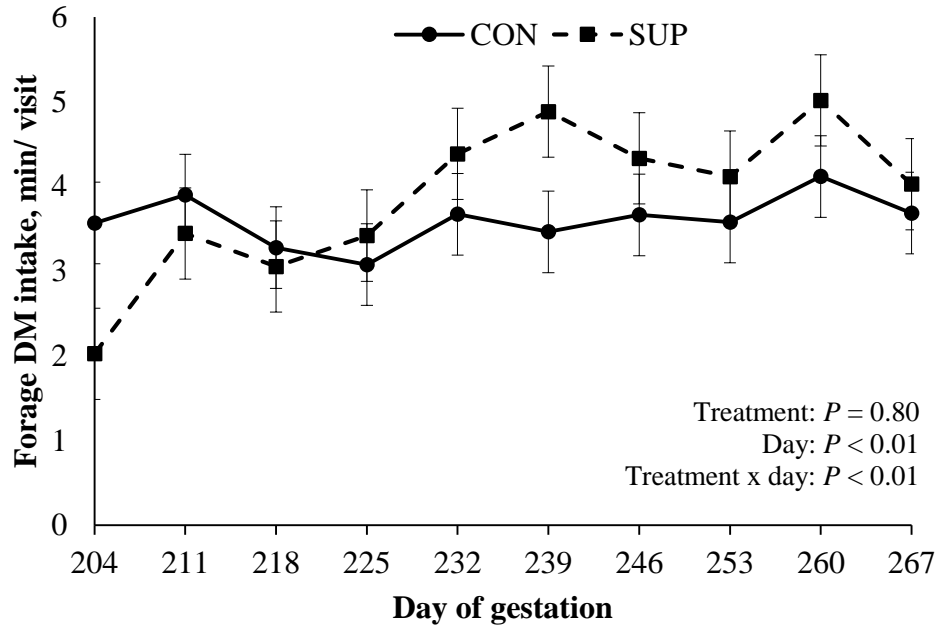 6
CON SUP
5
4
3
2
1
0
Forage DM intake, min/ visit
Treatment: P = 0.80
Day: P < 0.01
Treatment x day: P < 0.01
204 211 218 225 232 239 246 253 260 267
Day of gestation